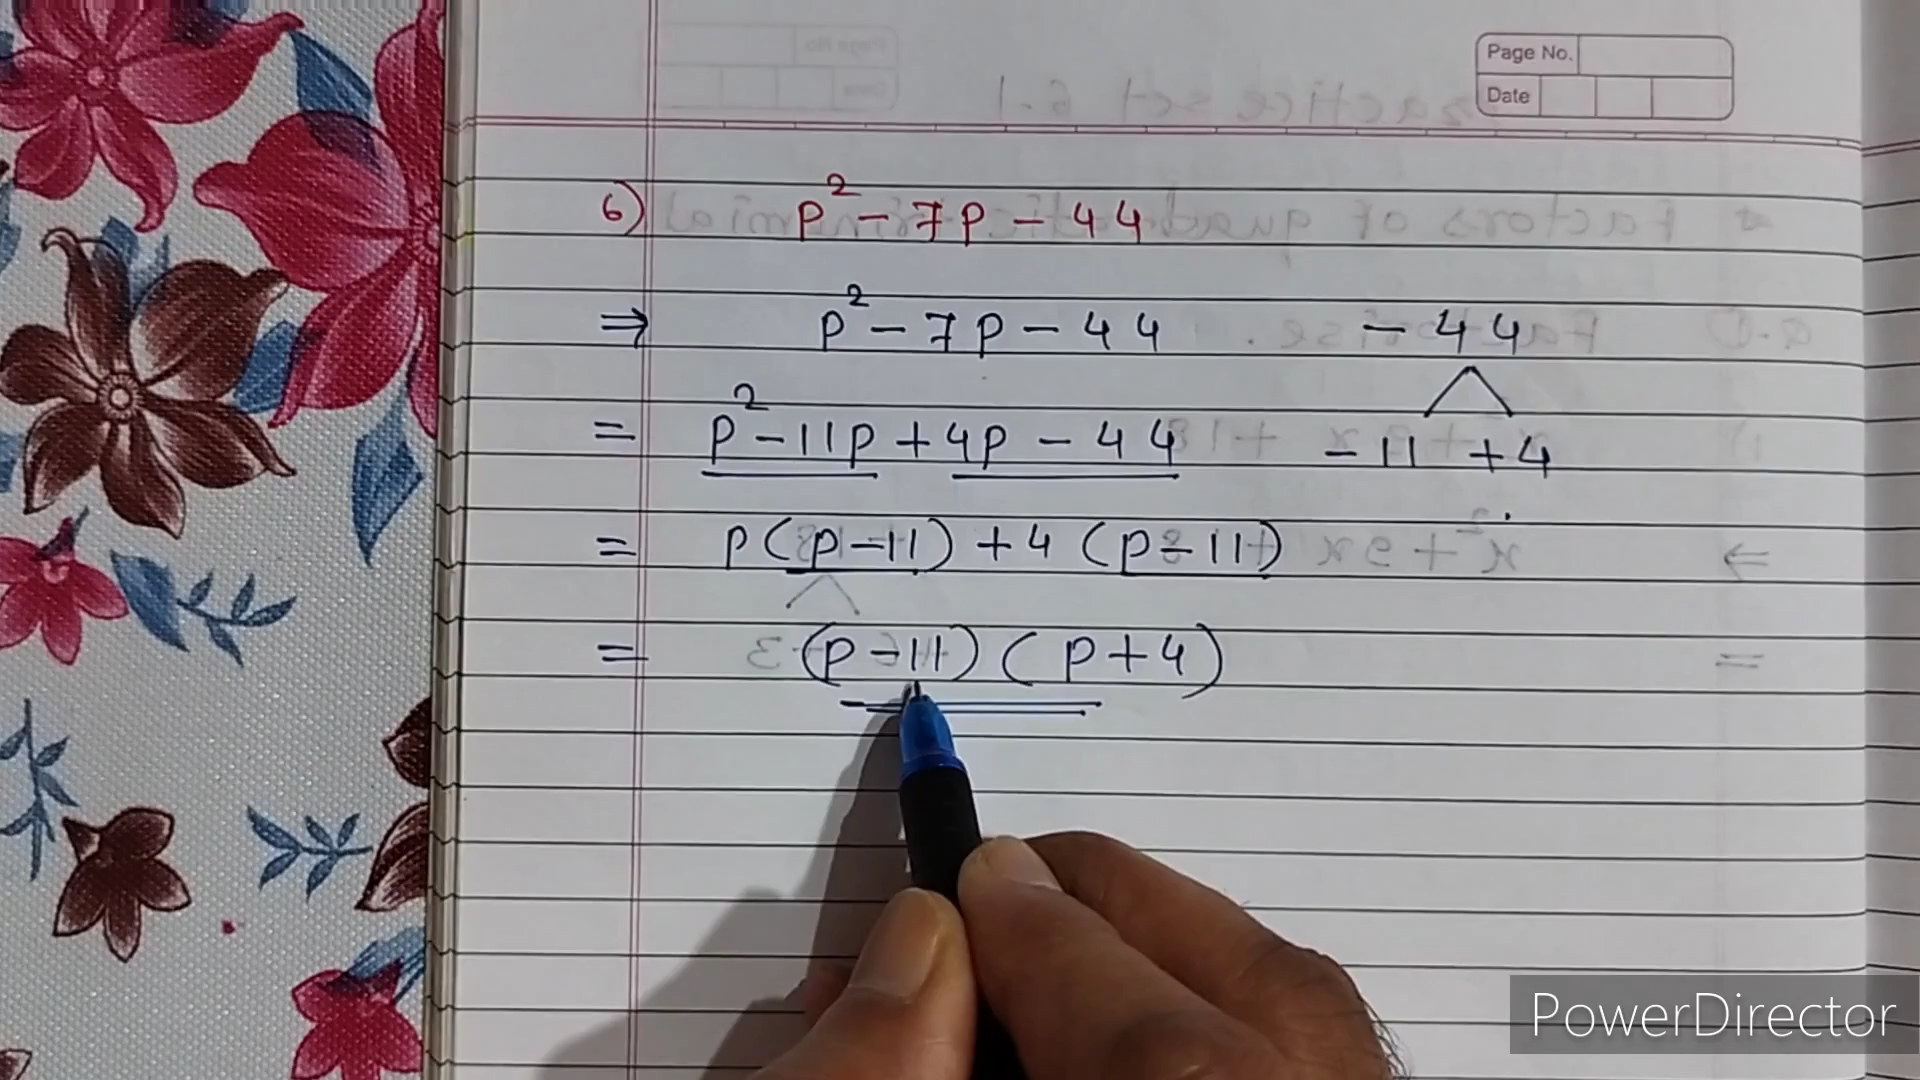 Page No.
Date
6) p² - 7p - 44
⇒ p² - 7p - 44 - 44
= p² - 11p + 4p - 44 - 11 + 4
= p(p - 11) + 4(p - 11)
= (p - 11)(p + 4)
PowerDirector